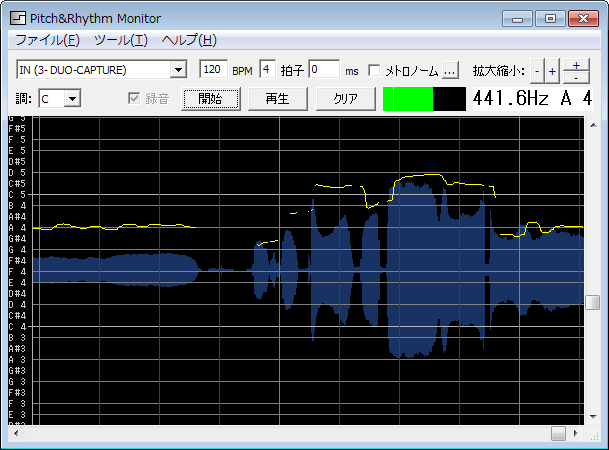 Pitch&Rhythm Monitor
ファイル(F) ツール(T) ヘルプ(H)
IN (3- DUO-CAPTURE) 120 BPM 4 拍子 0 ms メトロノーム ... 拡大縮小: - + + -
調: C 録音 開始 再生 クリア 441.6Hz A 4
G 5
F#5
F 5
E 5
D#5
D 5
C#5
C 5
B 4
A#4
A 4
G#4
G 4
F#4
F 4
E 4
D#4
D 4
C#4
C 4
B 3
A#3
A 3
G#3
G 3
F#3
F 3
E 3
D#3